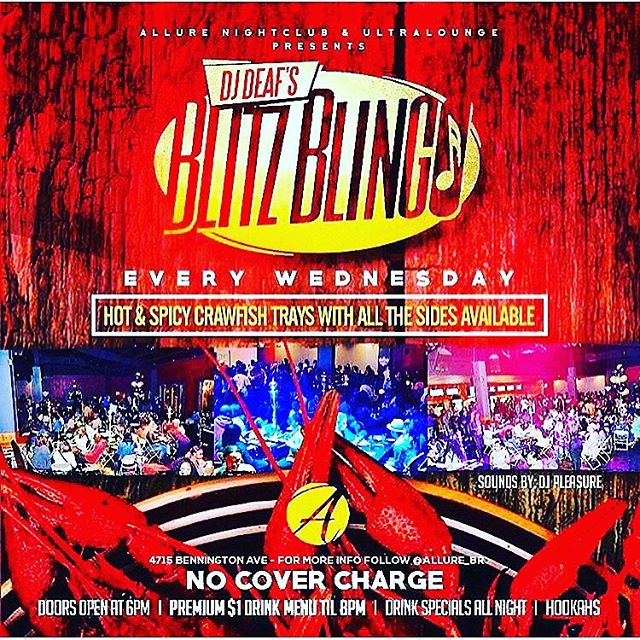 ALLURE NIGHTCLUB & ULTRALOUNGE
PRESENTS
DJ DEAF'S
BLITZ BLINGO
EVERY WEDNESDAY
HOT & SPICY CRAWFISH TRAYS WITH ALL THE SIDES AVAILABLE
SOUNDS BY: DJ PLEASURE
A
4715 BENNINGTON AVE - FOR MORE INFO FOLLOW @ALLURE_BR
NO COVER CHARGE
DOORS OPEN AT 6PM | PREMIUM $1 DRINK MENU TIL 8PM | DRINK SPECIALS ALL NIGHT | HOOKAHS